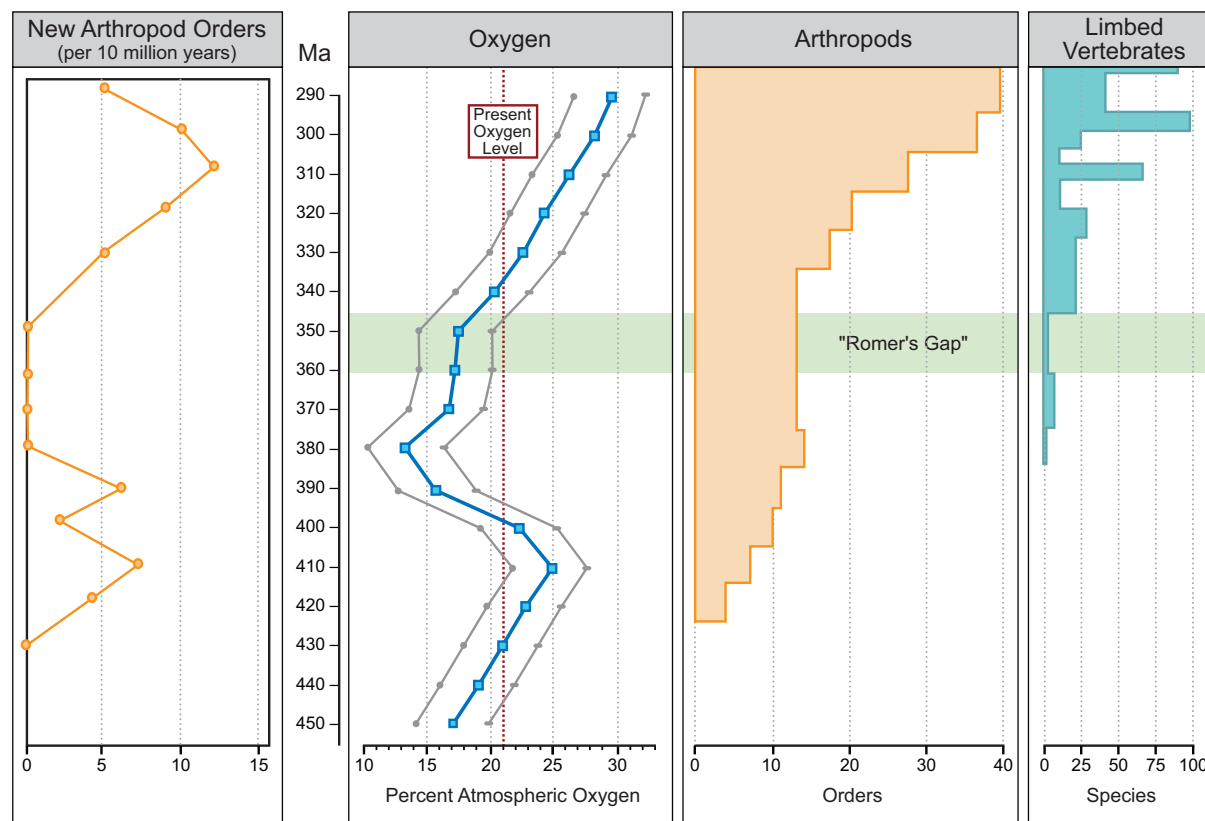 New Arthropod Orders
(per 10 million years)
Ma
Oxygen
Arthropods
Limbed
Vertebrates
290
300
310
320
330
340
350
360
370
380
390
400
410
420
430
440
450
Present
Oxygen
Level
"Romer's Gap"
0 5 10 15
10 15 20 25 30
0 10 20 30 40
0 25 50 75 100
Percent Atmospheric Oxygen
Orders
Species